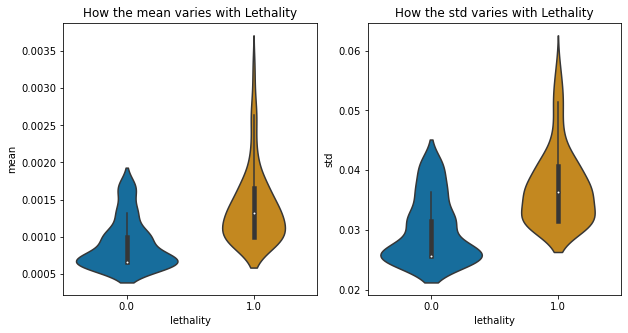 How the mean varies with Lethality
mean
0.0035
0.0030
0.0025
0.0020
0.0015
0.0010
0.0005
0.0
1.0
lethality
How the std varies with Lethality
std
0.06
0.05
0.04
0.03
0.02
0.0
1.0
lethality